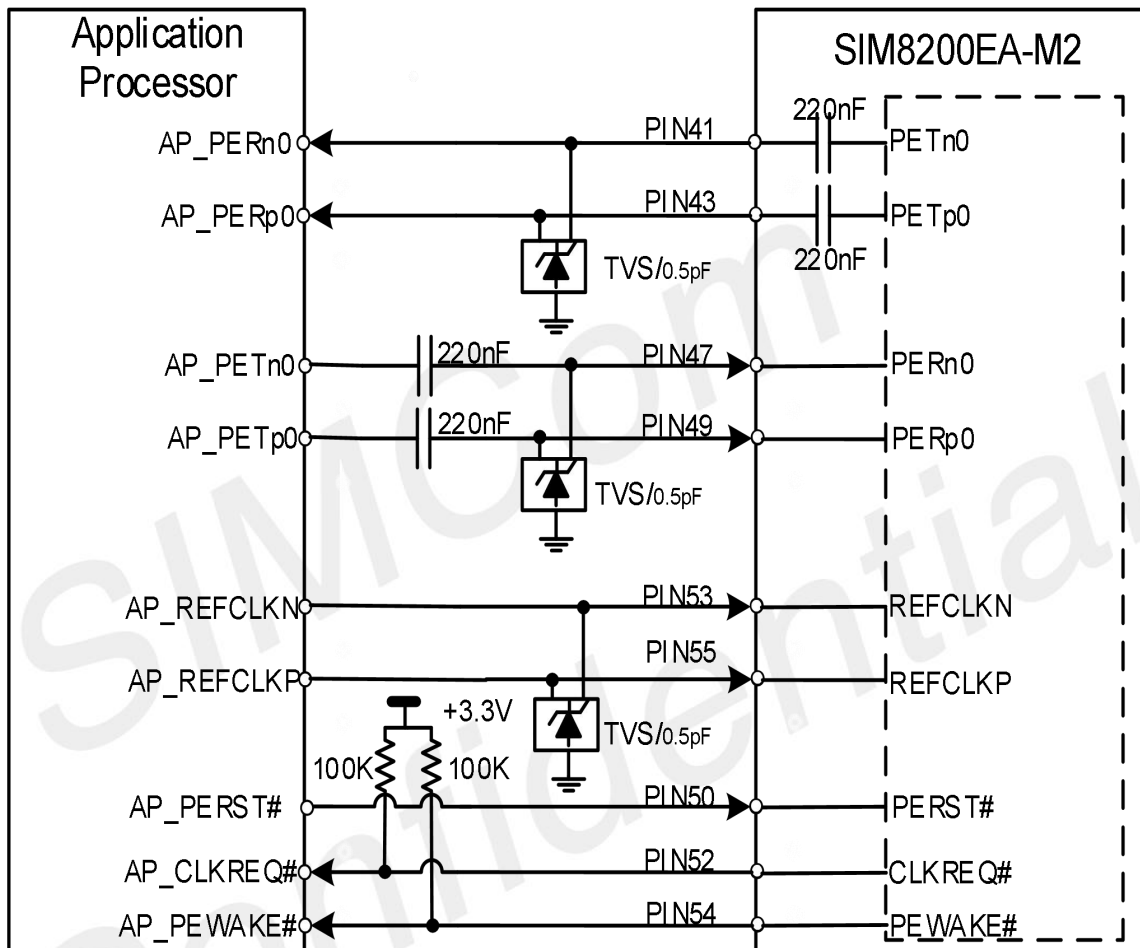 Application
Processor
SIM8200EA-M2
220nF
AP_PERn0
PIN41
PETn0
AP_PERp0
PIN43
PETp0
220nF
TVS/0.5pF
AP_PETn0
220nF
PIN47
PERn0
AP_PETp0
220nF
PIN49
PERp0
TVS/0.5pF
AP_REFCLKN
PIN53
REFCLKN
AP_REFCLKP
PIN55
REFCLKP
+3.3V
TVS/0.5pF
100K
100K
AP_PERST#
PIN50
PERST#
AP_CLKREQ#
PIN52
CLKREQ#
AP_PEWAKE#
PIN54
PEWAKE#
SIMCom
Confidential